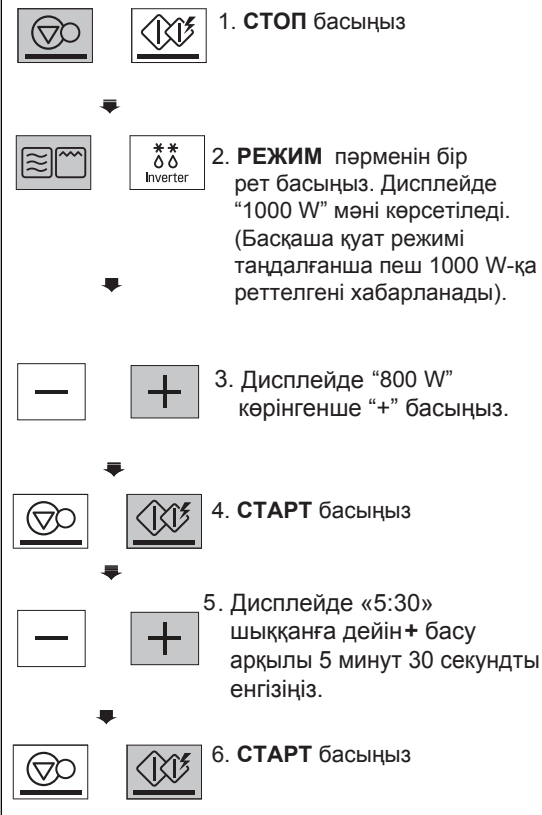 1. СТОП басыңыз
Inverter
2. РЕЖИМ пәрменін бір
рет басыңыз. Дисплейде
“1000 W” мәні көрсетіледі.
(Басқаша қуат режимі
таңдалғанша пеш 1000 W-қа
реттелгені хабарланады).
3. Дисплейде “800 W”
көрінгенше “+” басыңыз.
4. СТАРТ басыңыз
5. Дисплейде «5:30»
шыққанға дейін+ басу
арқылы 5 минут 30 секундты
енгізіңіз.
6. СТАРТ басыңыз